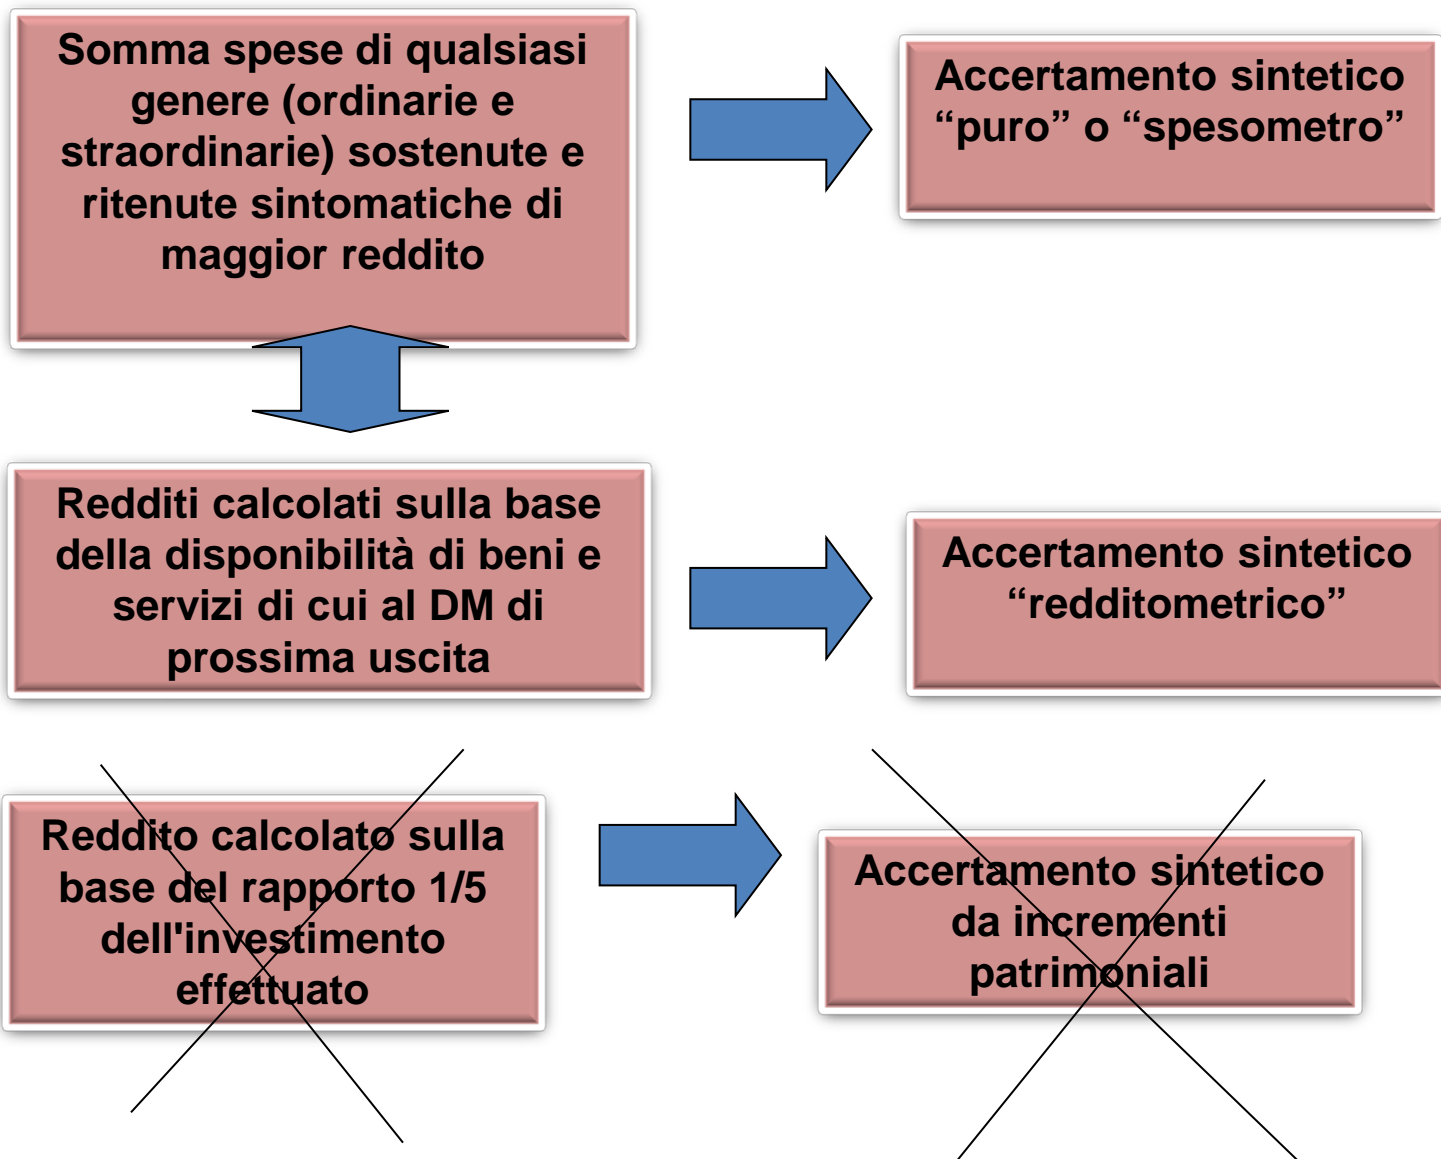 Somma spese di qualsiasi
genere (ordinarie e
straordinarie) sostenute e
ritenute sintomatiche di
maggior reddito
Accertamento sintetico
“puro” o “spesometro”
Redditi calcolati sulla base
della disponibilità di beni e
servizi di cui al DM di
prossima uscita
Accertamento sintetico
“redditometrico”
Reddito calcolato sulla
base del rapporto 1/5
dell'investimento
effettuato
Accertamento sintetico
da incrementi
patrimoniali